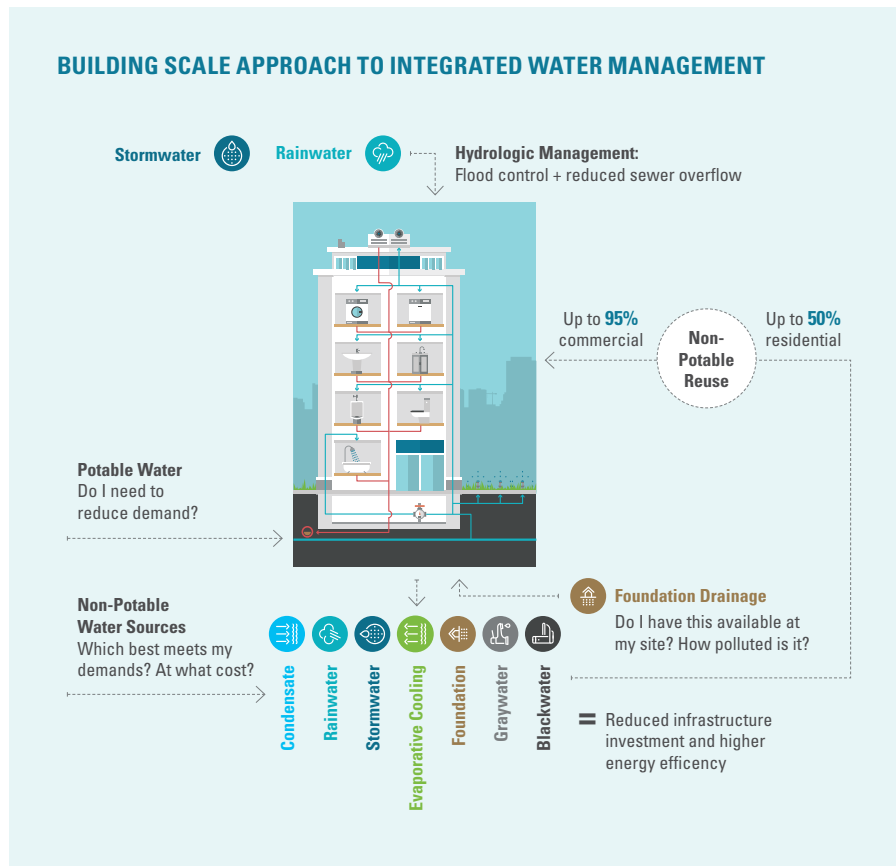 BUILDING SCALE APPROACH TO INTEGRATED WATER MANAGEMENT
Stormwater
Rainwater
Hydrologic Management:
Flood control + reduced sewer overflow
Up to 95%
commercial
Non-
Potable
Reuse
Up to 50%
residential
Potable Water
Do I need to
reduce demand?
Non-Potable
Water Sources
Which best meets my
demands? At what cost?
Foundation Drainage
Do I have this available at
my site? How polluted is it?
Condensate
Rainwater
Stormwater
Evaporative Cooling
Foundation
Graywater
Blackwater
= Reduced infrastructure
investment and higher
energy efficency